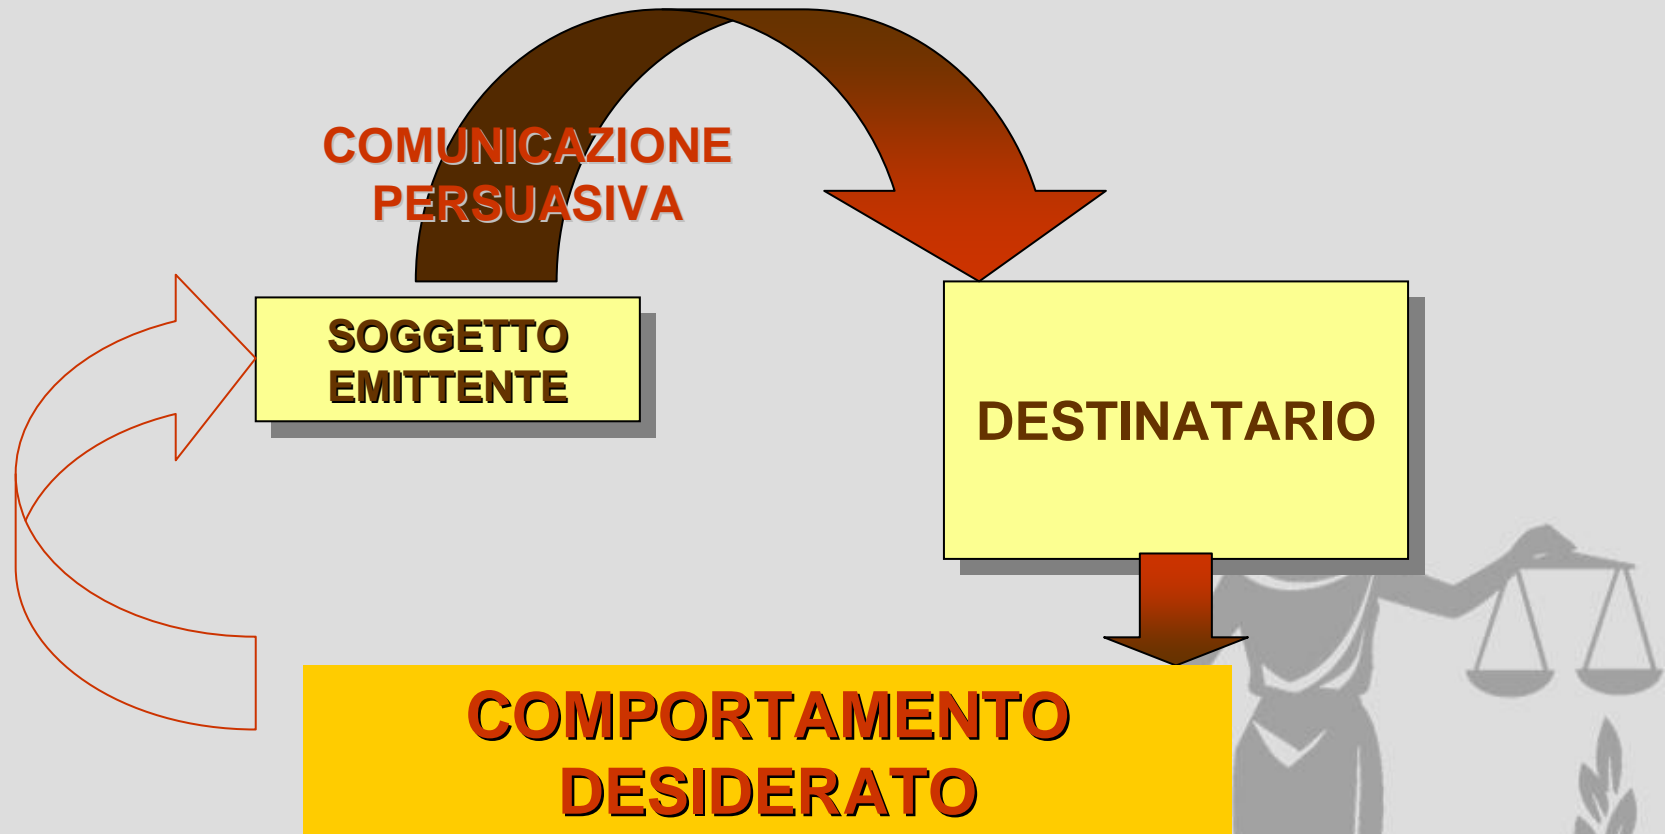 COMUNICAZIONE
PERSUASIVA
SOGGETTO
EMITTENTE
DESTINATARIO
COMPORTAMENTO
DESIDERATO